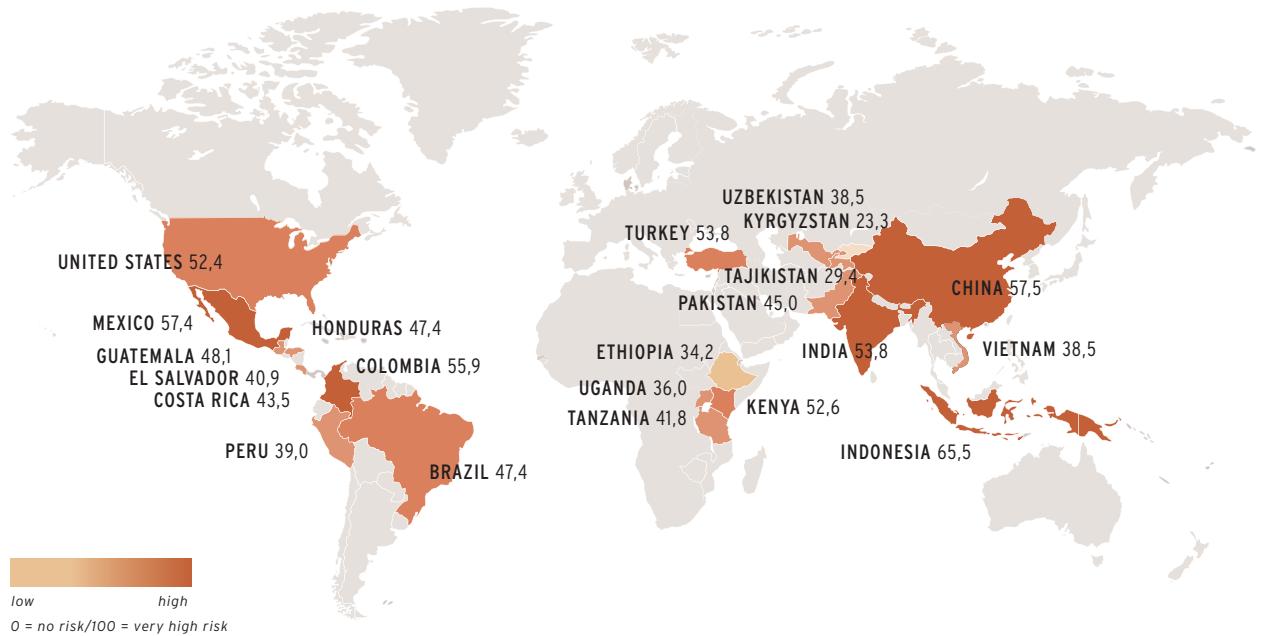 UZBEKISTAN 38,5
KYRGYZSTAN 23,3
TURKEY 53,8
UNITED STATES 52,4
TAJIKISTAN 29,4
CHINA 57,5
PAKISTAN 45,0
MEXICO 57,4
HONDURAS 47,4
GUATEMALA 48,1
ETHIOPIA 34,2
INDIA 53,8
VIETNAM 38,5
COLOMBIA 55,9
EL SALVADOR 40,9
UGANDA 36,0
COSTA RICA 43,5
KENYA 52,6
TANZANIA 41,8
PERU 39,0
INDONESIA 65,5
BRAZIL 47,4
low high
0 = no risk/100 = very high risk